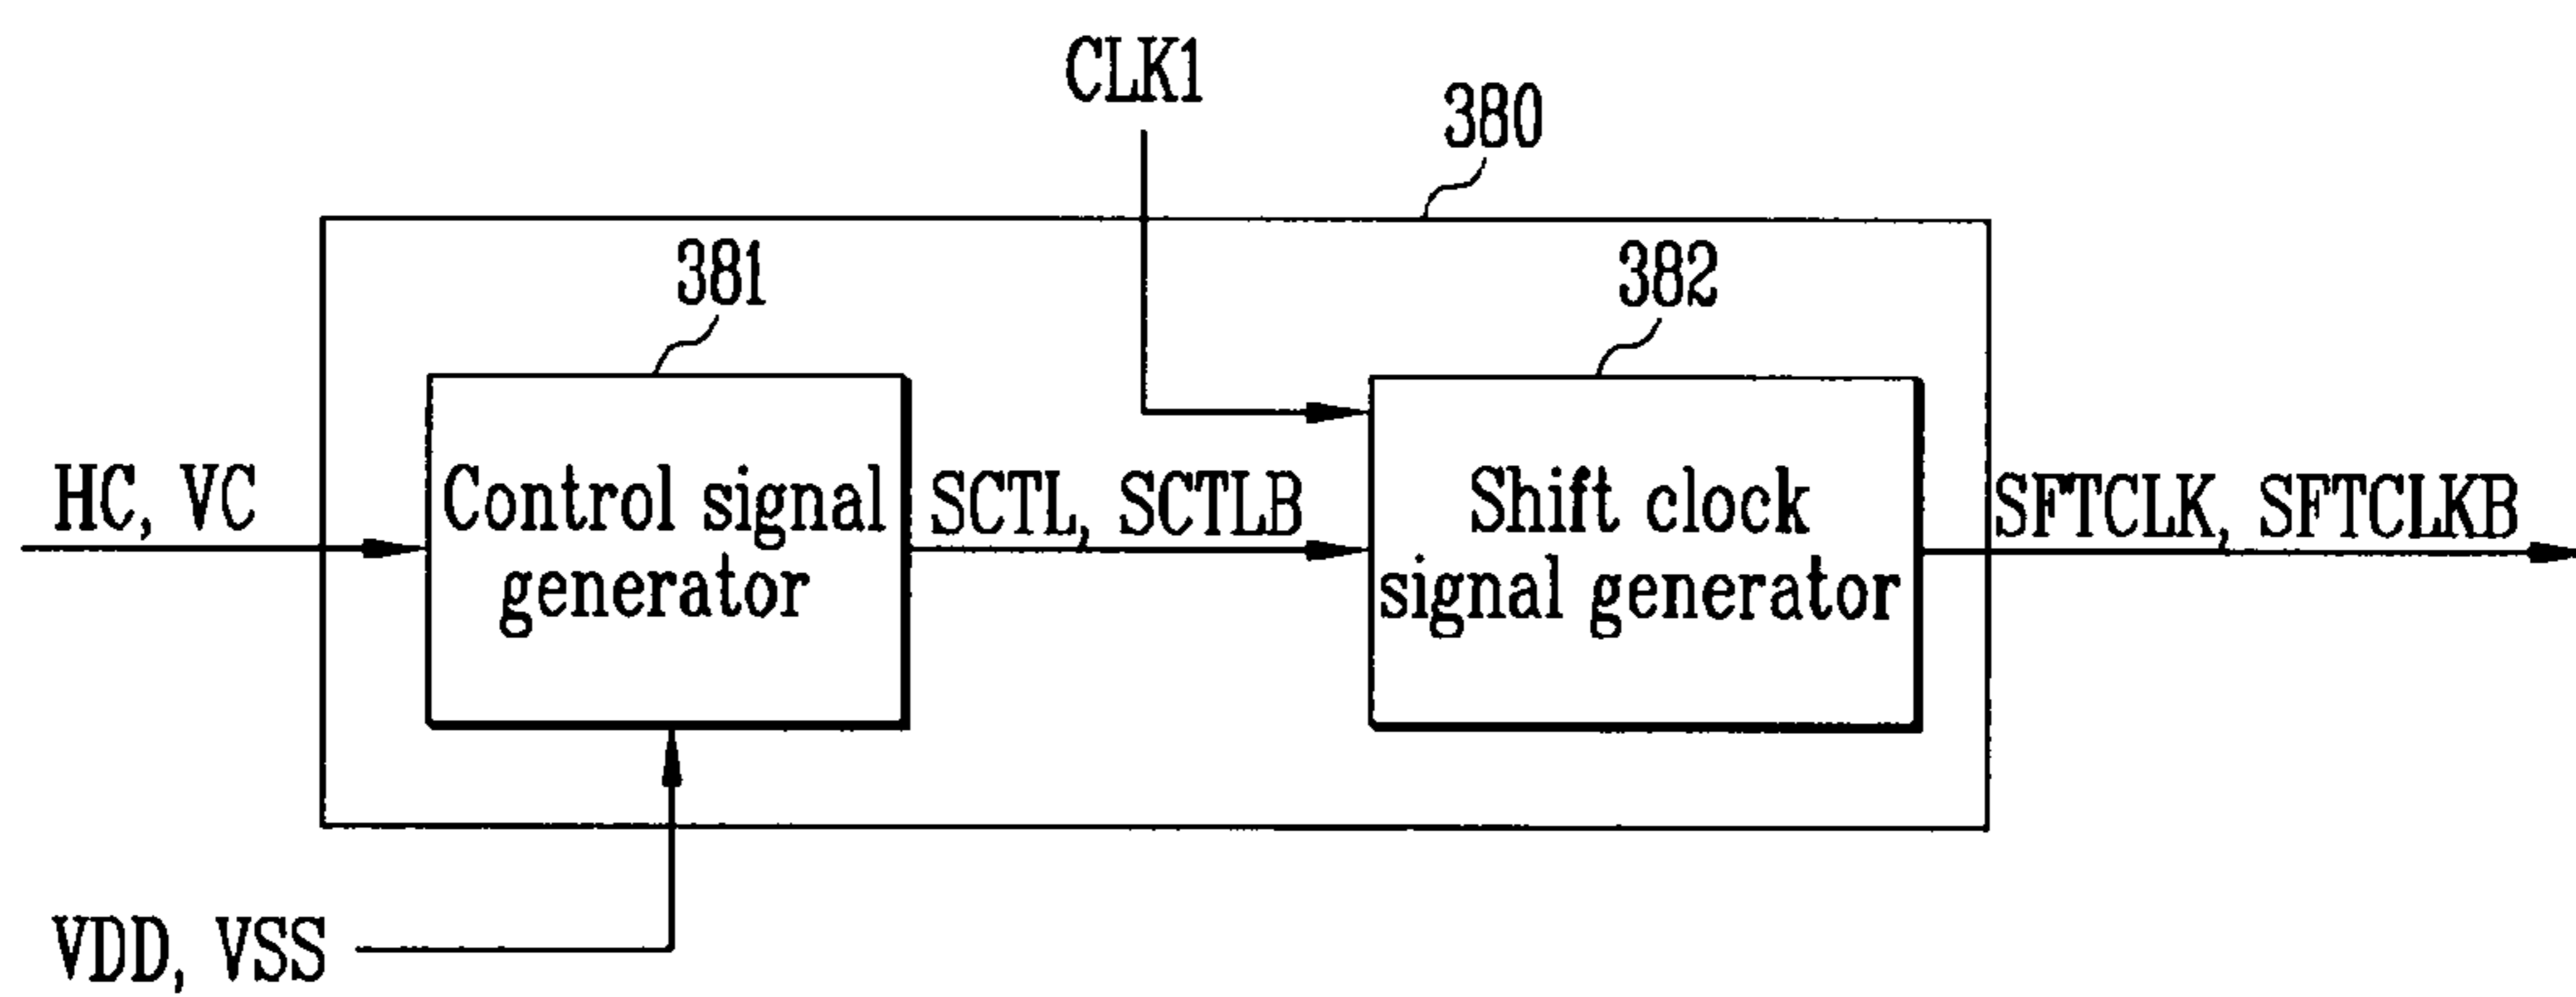 CLK1
380
381
382
HC, VC
Control signal
generator
SCTL, SCTLB
Shift clock
signal generator
SFTCLK, SFTCLKB
VDD, VSS